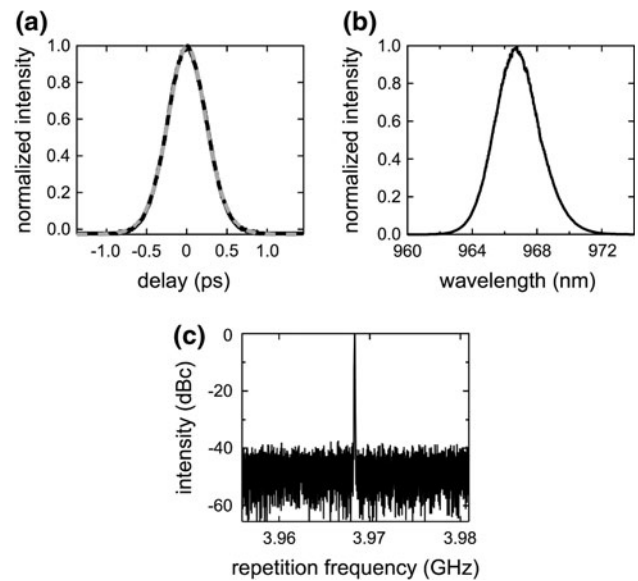 (a)
normalized intensity
1.0
0.8
0.6
0.4
0.2
0.0
-1.0 -0.5 0 0.5 1.0
delay (ps)
(b)
normalized intensity
1.0
0.8
0.6
0.4
0.2
0.0
960 964 968 972
wavelength (nm)
(c)
intensity (dBc)
0
-20
-40
-60
3.96 3.97 3.98
repetition frequency (GHz)